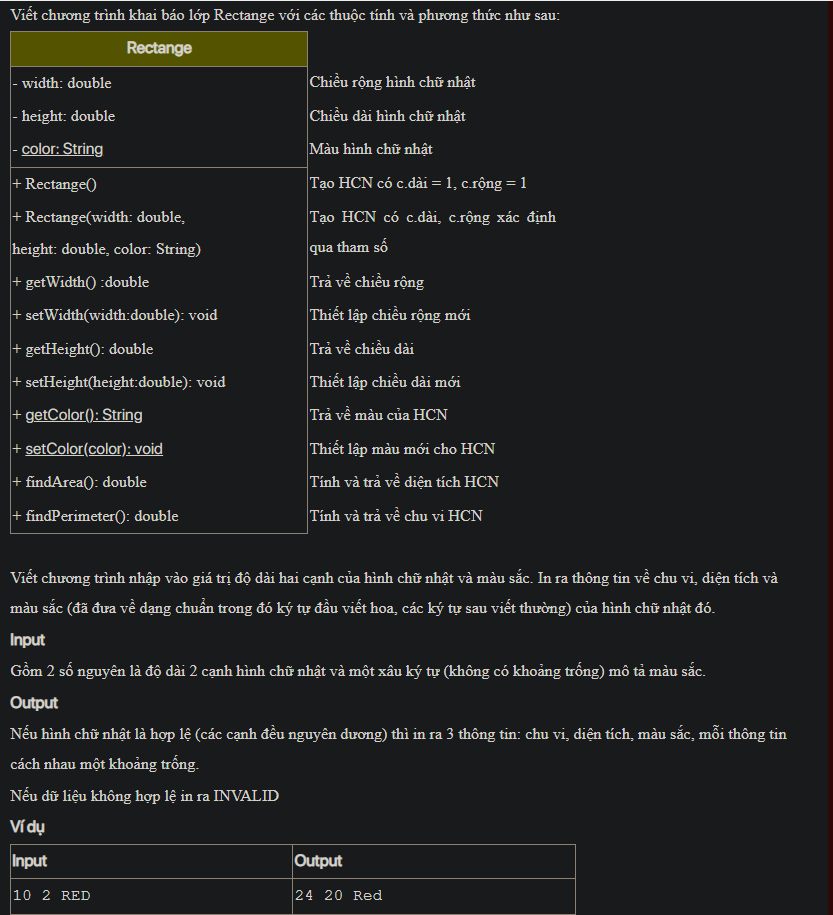 Viết chương trình khai báo lớp Rectange với các thuộc tính và phương thức như sau:
Rectange
- width: double Chiều rộng hình chữ nhật
- height: double Chiều dài hình chữ nhật
- color: String Màu hình chữ nhật
+ Rectange() Tạo HCN có c.dài = 1, c.rộng = 1
+ Rectange(width: double, Tạo HCN có c.dài, c.rộng xác định
height: double, color: String) qua tham số
+ getWidth() :double Trả về chiều rộng
+ setWidth(width:double): void Thiết lập chiều rộng mới
+ getHeight(): double Trả về chiều dài
+ setHeight(height:double): void Thiết lập chiều dài mới
+ getColor(): String Trả về màu của HCN
+ setColor(color): void Thiết lập màu mới cho HCN
+ findArea(): double Tính và trả về diện tích HCN
+ findPerimeter(): double Tính và trả về chu vi HCN
Viết chương trình nhập vào giá trị độ dài hai cạnh của hình chữ nhật và màu sắc. In ra thông tin về chu vi, diện tích và
màu sắc (đã đưa về dạng chuẩn trong đó ký tự đầu viết hoa, các ký tự sau viết thường) của hình chữ nhật đó.
Input
Gồm 2 số nguyên là độ dài 2 cạnh hình chữ nhật và một xâu ký tự (không có khoảng trống) mô tả màu sắc.
Output
Nếu hình chữ nhật là hợp lệ (các cạnh đều nguyên dương) thì in ra 3 thông tin: chu vi, diện tích, màu sắc, mỗi thông tin
cách nhau một khoảng trống.
Nếu dữ liệu không hợp lệ in ra INVALID
Ví dụ
Input Output
10 2 RED 24 20 Red